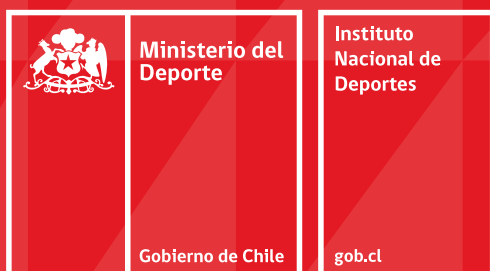 Ministerio del
Deporte
Gobierno de Chile
Instituto
Nacional de
Deportes
gob.cl